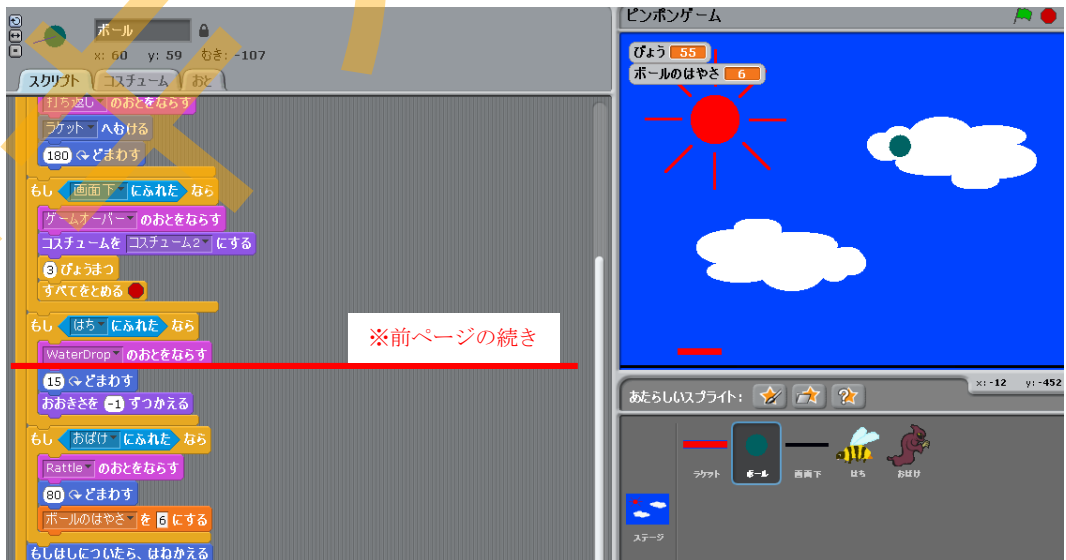 ボール
x: 60 y: 59 むき: -107
スクリプト コスチューム おと
打ち返し のおとをならす
ラケット へむける
180 どまわす
もし 画面下 にふれた なら
ゲームオーバー のおとをならす
コスチュームを コスチューム2 にする
3 びょうまつ
すべてをとめる
もし はち にふれた なら
WaterDrop のおとをならす
15 どまわす
おおきさを -1 ずつかえる
もし おばけ にふれた なら
Rattle のおとをならす
80 どまわす
ボールのはやさ を 6 にする
もしはしについたら、はねかえる
※前ページの続き
ピンポンゲーム
びょう 55
ボールのはやさ 6
x: -12 y: -452
あたらしいスプライト:
ラケット ボール 画面下 はち おばけ
ステージ